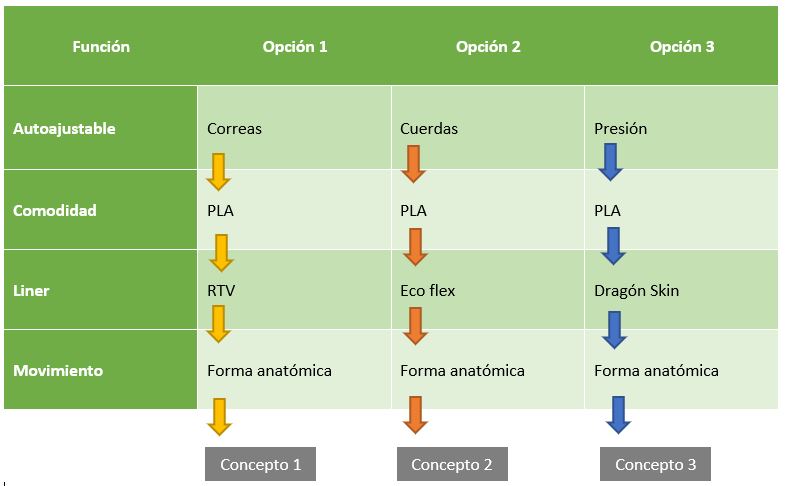 Función Opción 1 Opción 2 Opción 3
Autoajustable Correas Cuerdas Presión
Comodidad PLA PLA PLA
Liner RTV Eco flex Dragón Skin
Movimiento Forma anatómica Forma anatómica Forma anatómica
Concepto 1 Concepto 2 Concepto 3